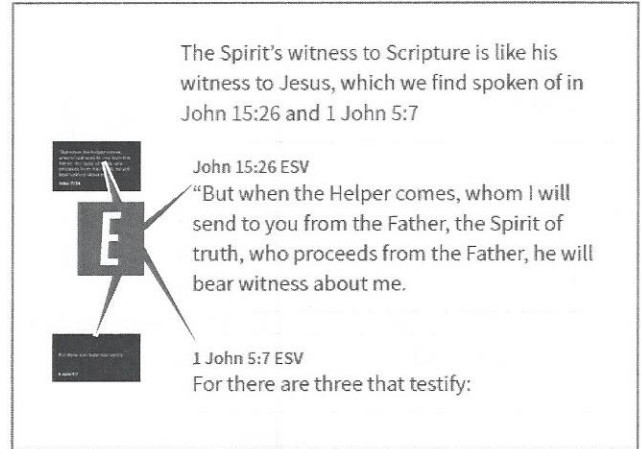 The Spirit's witness to Scripture is like his
witness to Jesus, which we find spoken of in
John 15:26 and 1 John 5:7
John 15:26 ESV
"But when the Helper comes, whom I will
send to you from the Father, the Spirit of
truth, who proceeds from the Father, he will
bear witness about me.
E
1 John 5:7 ESV
For there are three that testify: